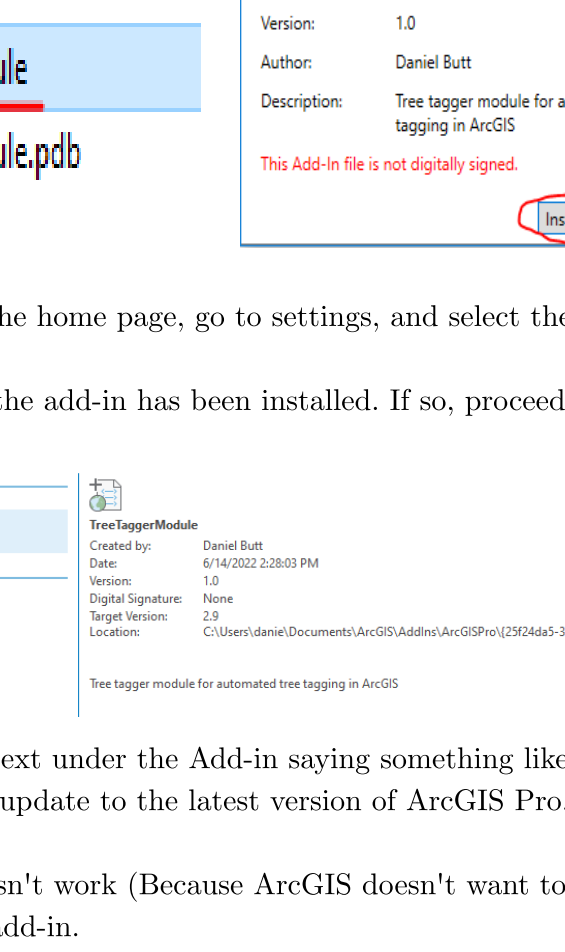 Version: 1.0
ule
Author: Daniel Butt
Description: Tree tagger module for a
tagging in ArcGIS
ule.pdb
This Add-In file is not digitally signed.
Ins
he home page, go to settings, and select the
the add-in has been installed. If so, proceed
TreeTaggerModule
Created by: Daniel Butt
Date: 6/14/2022 2:28:03 PM
Version: 1.0
Digital Signature: None
Target Version: 2.9
Location: C:\Users\danie\Documents\ArcGIS\AddIns\ArcGISPro\{25f24da5-3
Tree tagger module for automated tree tagging in ArcGIS
ext under the Add-in saying something like
update to the latest version of ArcGIS Pro.
sn't work (Because ArcGIS doesn't want to
add-in.